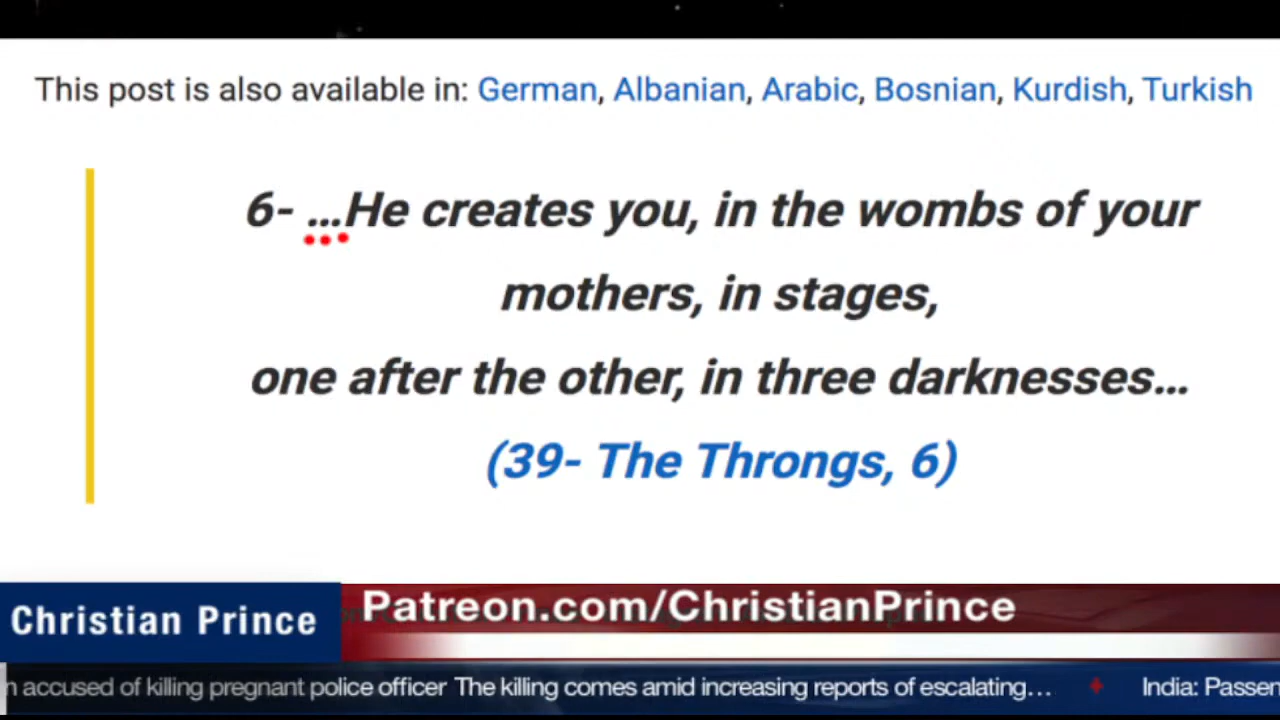 This post is also available in: German, Albanian, Arabic, Bosnian, Kurdish, Turkish
6- ...He creates you, in the wombs of your
mothers, in stages,
one after the other, in three darknesses...
(39- The Throngs, 6)
Christian Prince
Patreon.com/ChristianPrince
accused of killing pregnant police officer The killing comes amid increasing reports of escalating... India: